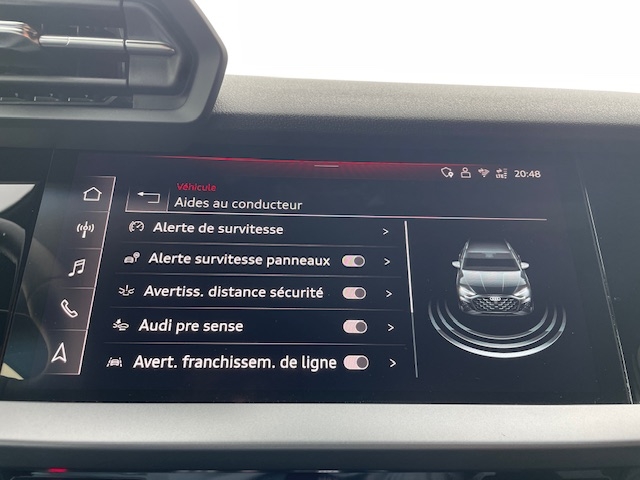 20:48
Véhicule
Aides au conducteur
Alerte de survitesse
Alerte survitesse panneaux
Avertiss. distance sécurité
Audi pre sense
Avert. franchissem. de ligne